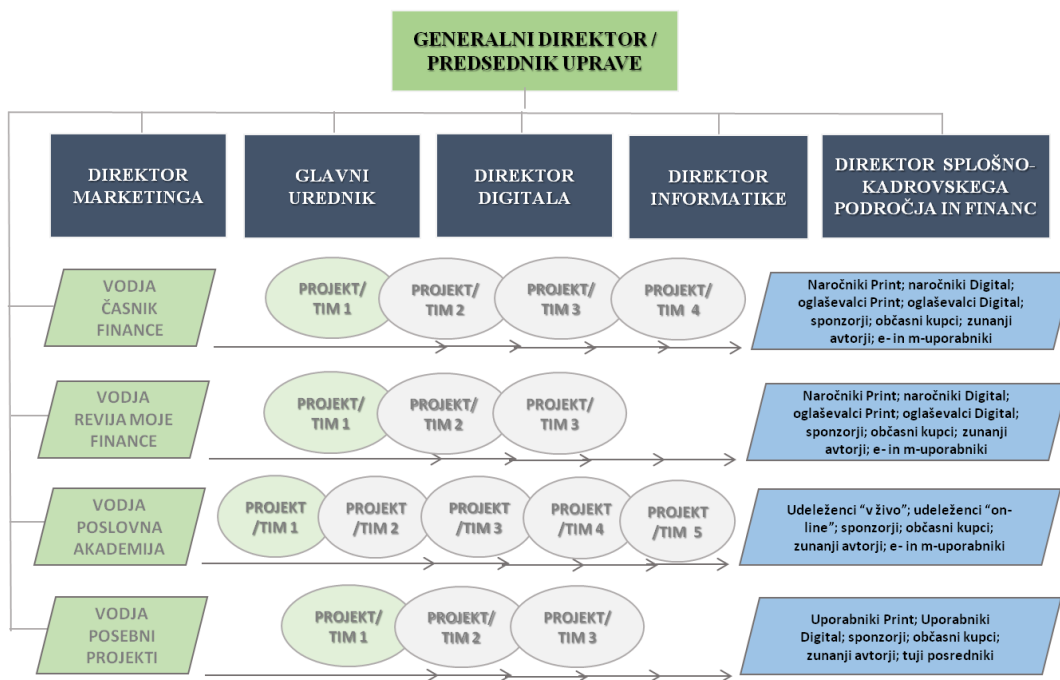 GENERALNI DIREKTOR /
PREDSEDNIK UPRAVE
DIREKTOR
MARKETINGA
GLAVNI
UREDNIK
DIREKTOR
DIGITALA
DIREKTOR
INFORMATIKE
DIREKTOR SPLOŠNO-
KADROVSKEGA
PODROČJA IN FINANC
VODJA
ČASNIK
FINANCE
PROJEKT/
TIM 1
PROJEKT/
TIM 2
PROJEKT/
TIM 3
PROJEKT/
TIM 4
Naročniki Print; naročniki Digital;
oglaševalci Print; oglaševalci Digital;
sponzorji; občasni kupci; zunanji
avtorji; e- in m-uporabniki
VODJA
REVIJA MOJE
FINANCE
PROJEKT/
TIM 1
PROJEKT/
TIM 2
PROJEKT/
TIM 3
Naročniki Print; naročniki Digital;
oglaševalci Print; oglaševalci Digital;
sponzorji; občasni kupci; zunanji
avtorji; e- in m-uporabniki
VODJA
POSLOVNA
AKADEMIJA
PROJEKT
/TIM 1
PROJEKT
/TIM 2
PROJEKT
/TIM 3
PROJEKT
/TIM 4
PROJEKT
/TIM 5
Udeleženci “v živo”; udeleženci “on-
line”; sponzorji; občasni kupci;
zunanji avtorji; e- in m-uporabniki
VODJA
POSEBNI
PROJEKTI
PROJEKT/
TIM 1
PROJEKT/
TIM 2
PROJEKT/
TIM 3
Uporabniki Print; Uporabniki
Digital; sponzorji; občasni kupci;
zunanji avtorji; tuji posredniki